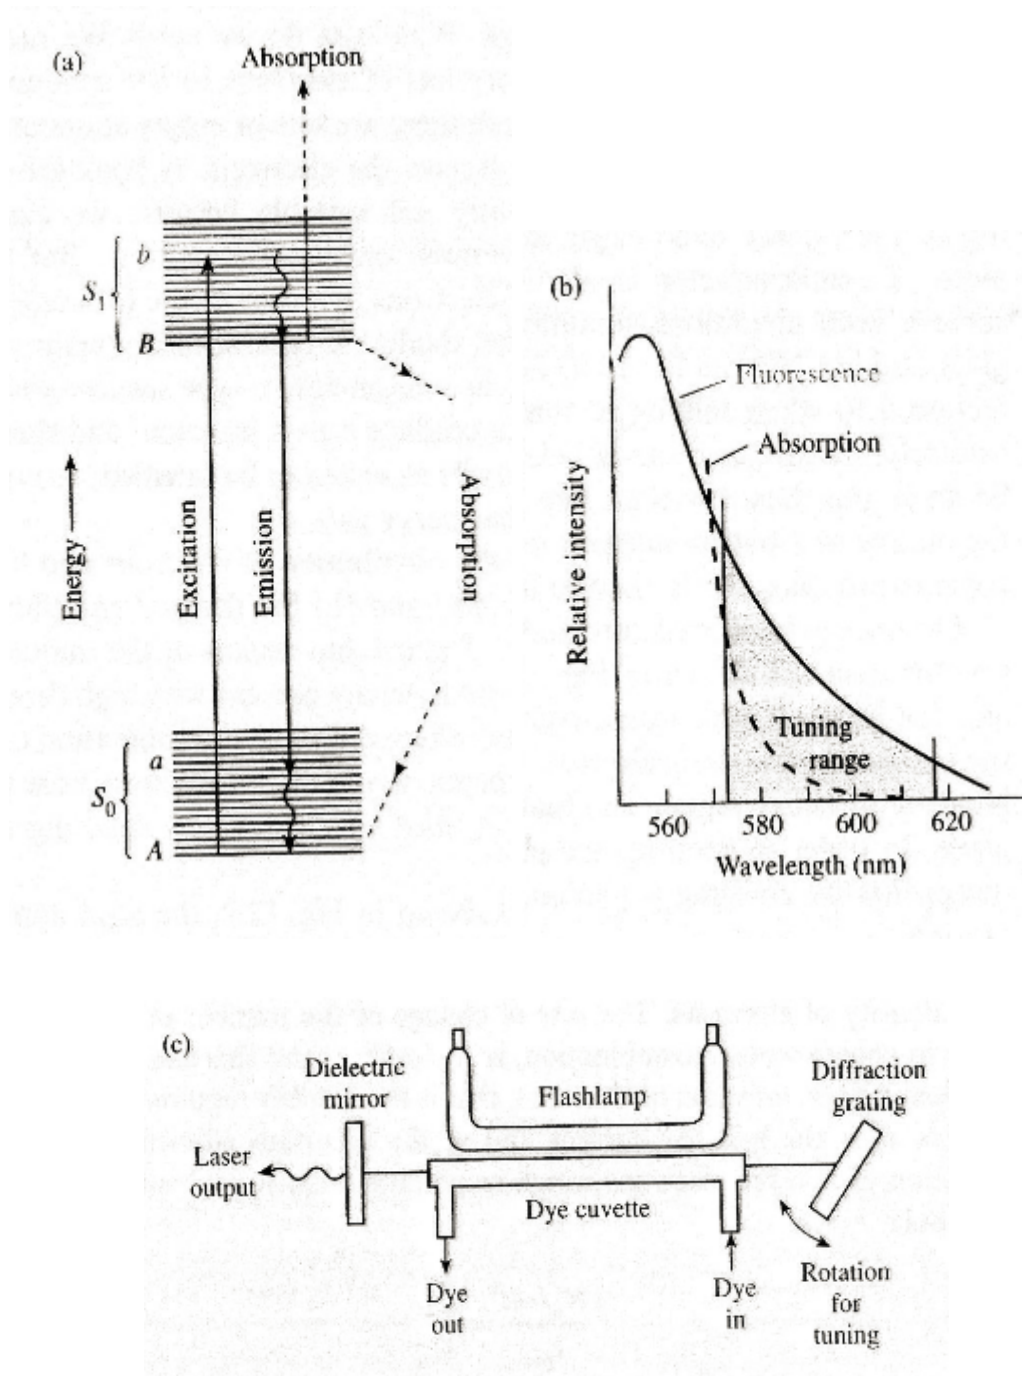 (a)
Absorption
b
S1
B
Energy
Excitation
Emission
Absorption
a
S0
A
(b)
Relative intensity
Fluorescence
Absorption
Tuning
range
560 580 600 620
Wavelength (nm)
(c)
Dielectric
mirror
Flashlamp
Diffraction
grating
Laser
output
Dye cuvette
Dye
out
Dye
in
Rotation
for
tuning